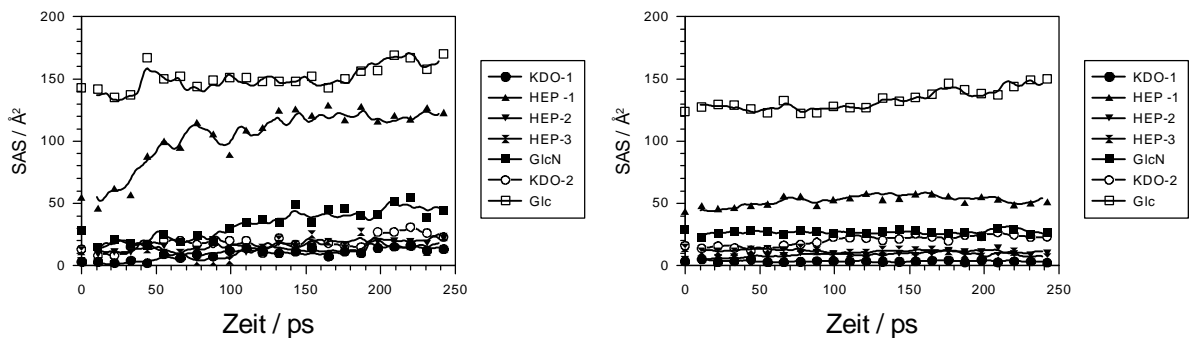 200
150
100
50
0
SAS / Å²
0 50 100 150 200 250
Zeit / ps
KDO-1
HEP -1
HEP-2
HEP-3
GlcN
KDO-2
Glc
200
150
100
50
0
SAS / Å²
0 50 100 150 200 250
Zeit / ps
KDO-1
HEP -1
HEP-2
HEP-3
GlcN
KDO-2
Glc